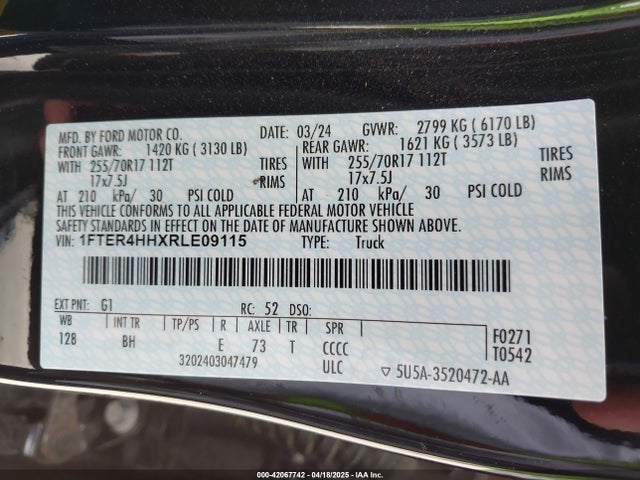 MFD. BY FORD MOTOR CO. DATE: 03/24 GVWR: 2799 KG ( 6170 LB)
FRONT GAWR: 1420 KG ( 3130 LB) REAR GAWR: 1621 KG ( 3573 LB)
WITH 255/70R17 112T TIRES WITH 255/70R17 112T TIRES
17x7.5J RIMS 17x7.5J RIMS
AT 210 kPa/ 30 PSI COLD AT 210 kPa/ 30 PSI COLD
THIS VEHICLE CONFORMS TO ALL APPLICABLE FEDERAL MOTOR VEHICLE
SAFETY STANDARDS IN EFFECT ON THE DATE OF MANUFACTURE SHOWN ABOVE.
VIN: 1FTER4HHXRLE09115 TYPE: Truck
EXT PNT: G1 RC: 52 DSO:
WB INT TR TP/PS R AXLE TR SPR F0271
128 BH E 73 T CCCC T0542
3202403047479 ULC ▽ 5U5A-3520472-AA
000-42067742 - 04/18/2025 - © IAA Inc.